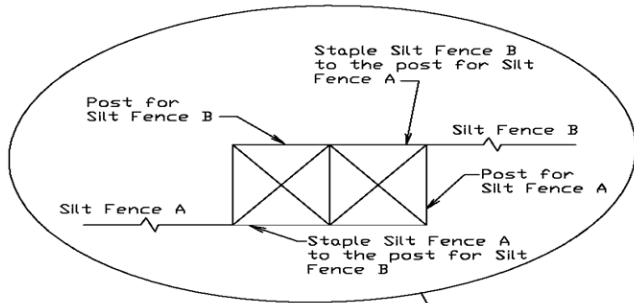 Staple Silt Fence B
to the post for Silt
Fence A
Post for
Silt Fence B
Silt Fence B
Post for
Silt Fence A
Silt Fence A
Staple Silt Fence A
to the post for Silt
Fence B